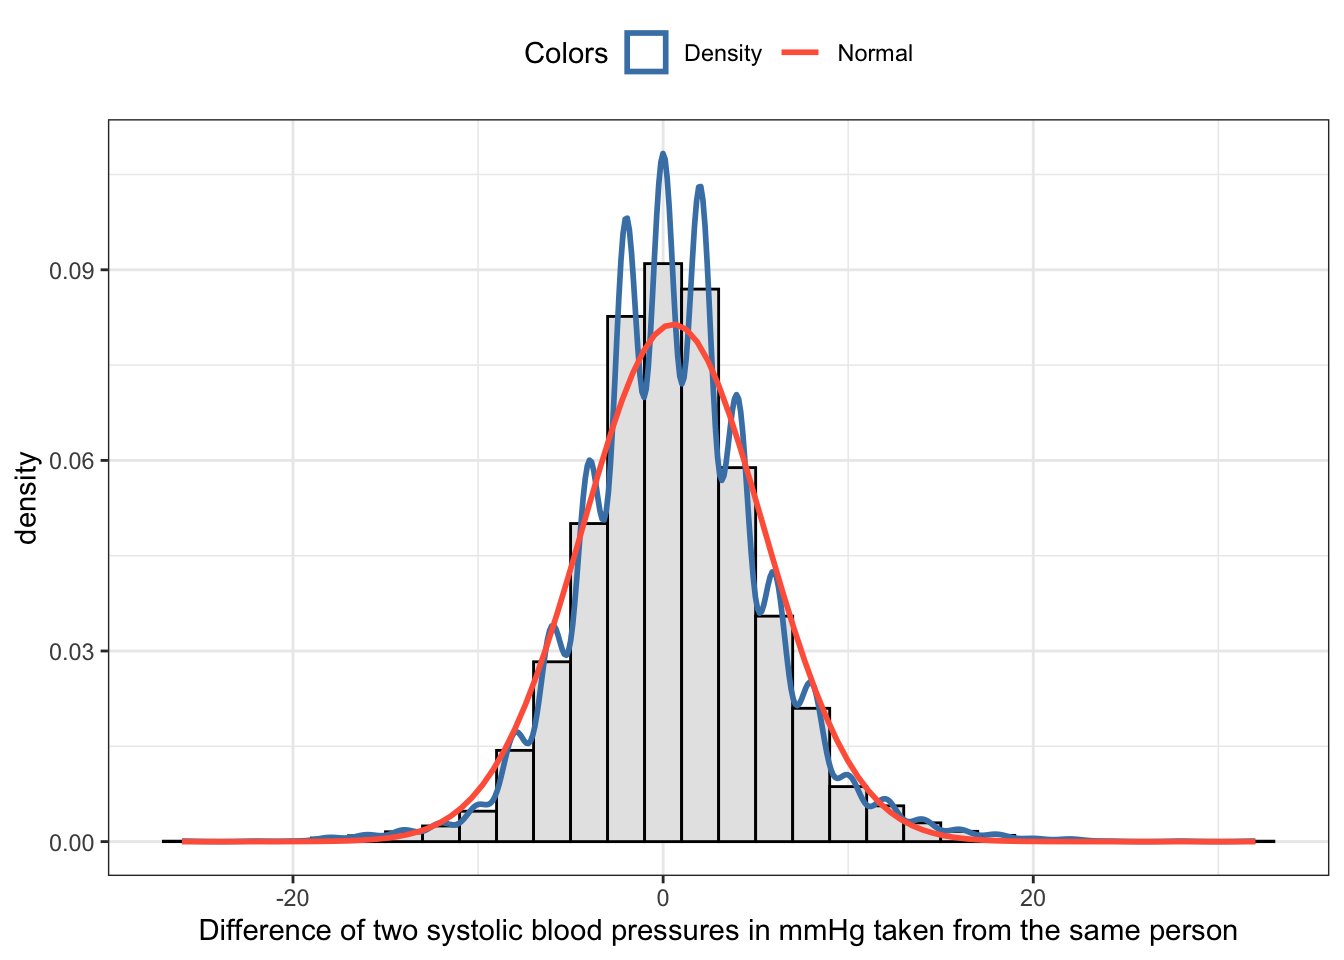 Colors Density Normal
0.09
0.06
0.03
0.00
density
-20 0 20
Difference of two systolic blood pressures in mmHg taken from the same person